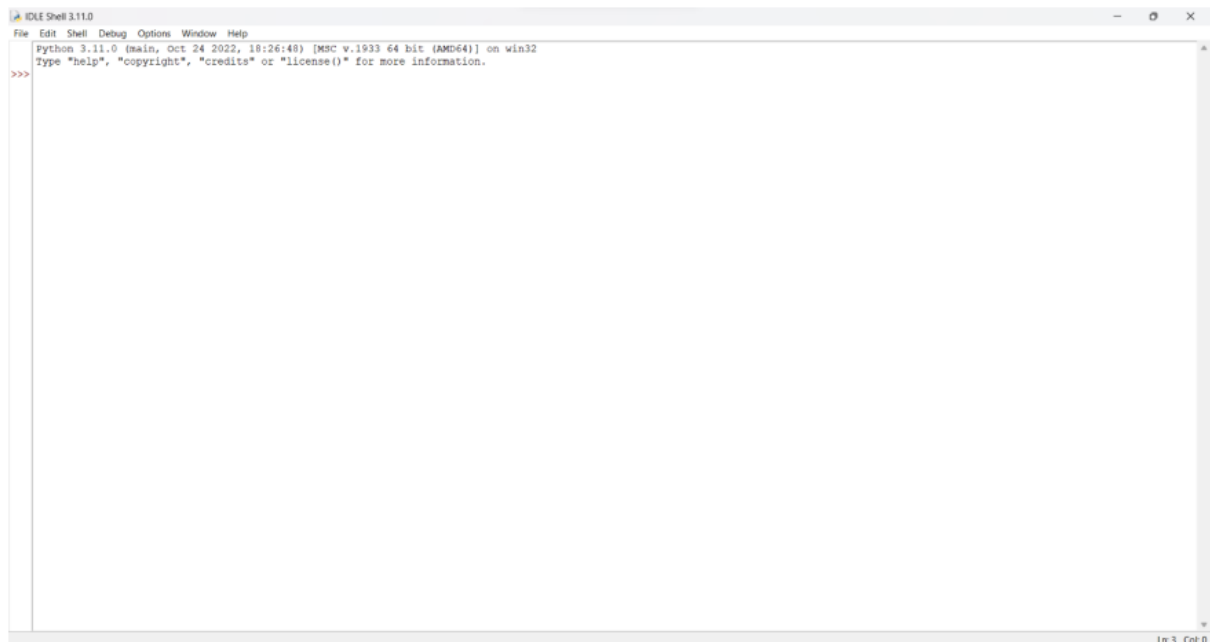 IDLE Shell 3.11.0
File Edit Shell Debug Options Window Help
Python 3.11.0 (main, Oct 24 2022, 18:26:48) [MSC v.1933 64 bit (AMD64)] on win32
Type "help", "copyright", "credits" or "license()" for more information.
>>>
Ln: 3 Col: 0